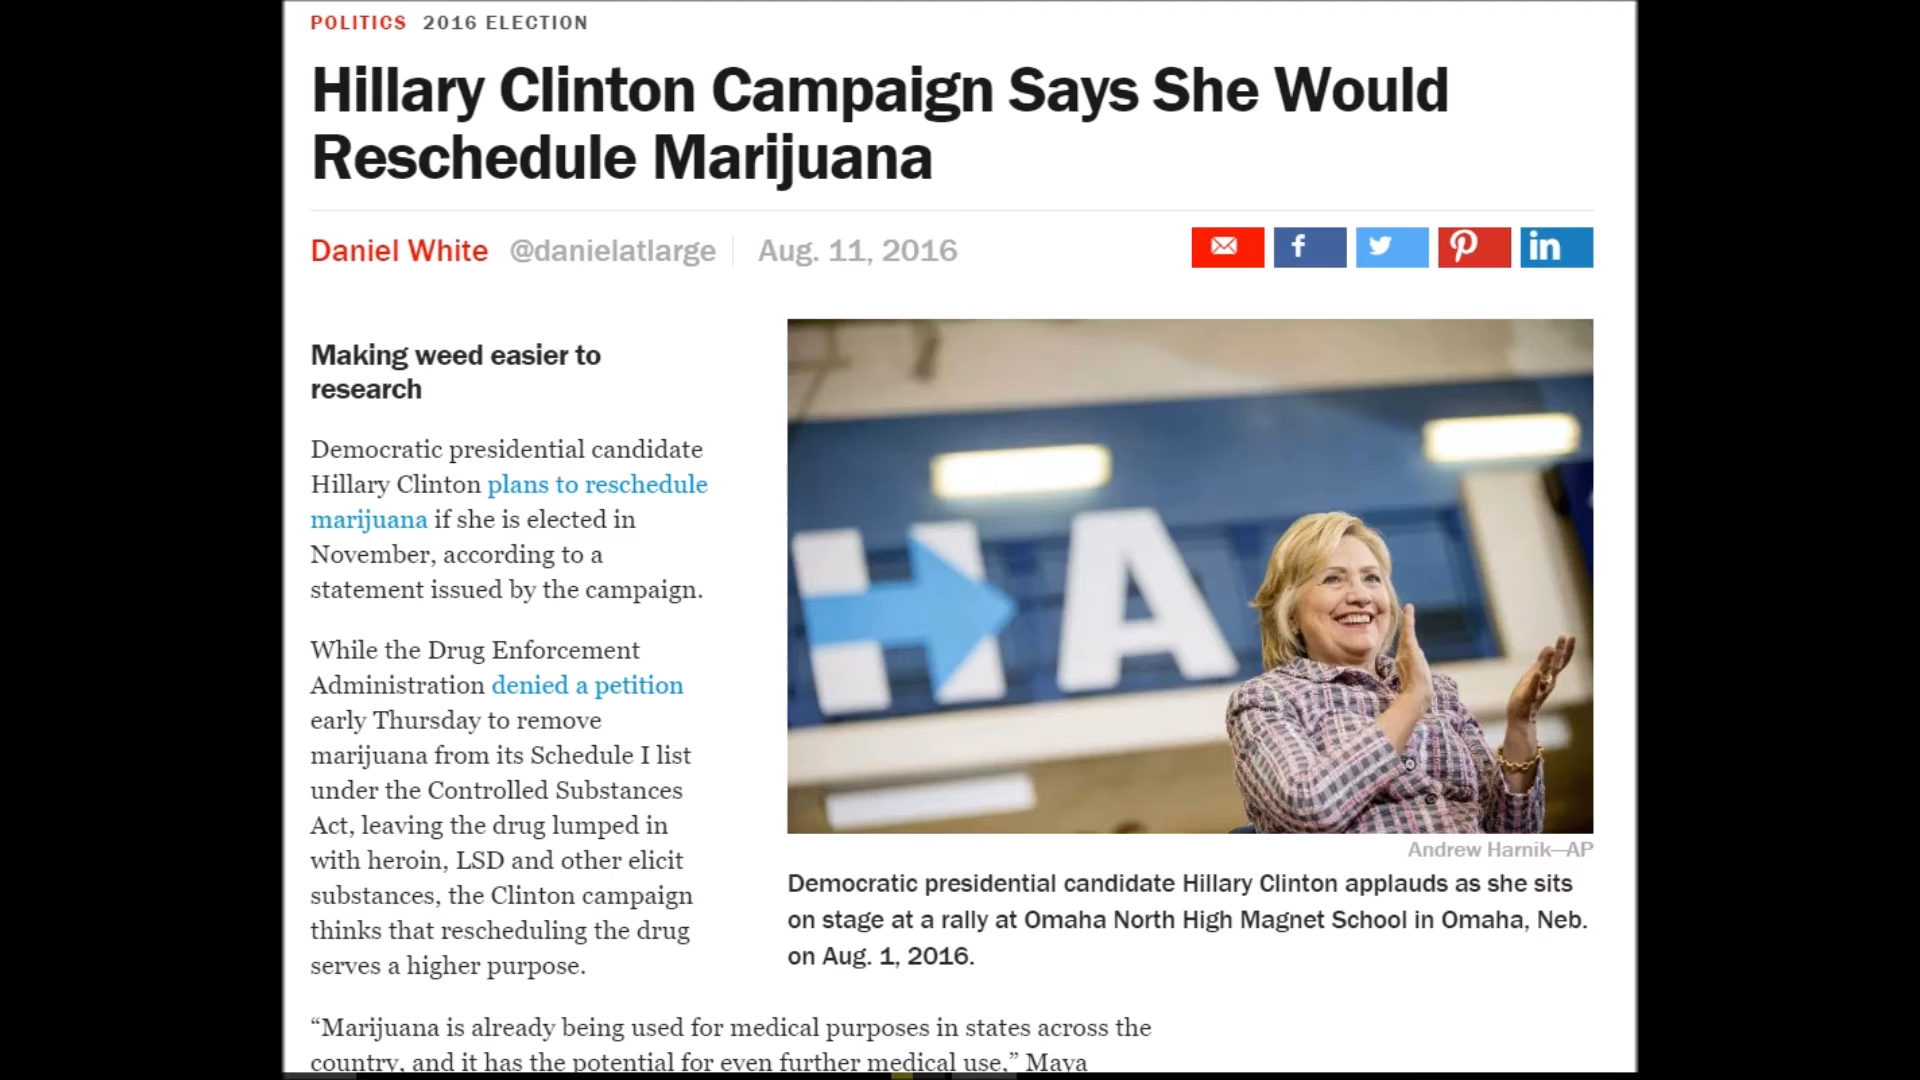 POLITICS 2016 ELECTION
Hillary Clinton Campaign Says She Would
Reschedule Marijuana
Daniel White @danielatlarge Aug. 11, 2016
Making weed easier to
research
Democratic presidential candidate
Hillary Clinton plans to reschedule
marijuana if she is elected in
November, according to a
statement issued by the campaign.
While the Drug Enforcement
Administration denied a petition
early Thursday to remove
marijuana from its Schedule I list
under the Controlled Substances
Act, leaving the drug lumped in
with heroin, LSD and other elicit
substances, the Clinton campaign
thinks that rescheduling the drug
serves a higher purpose.
HA
Andrew Harnik—AP
Democratic presidential candidate Hillary Clinton applauds as she sits
on stage at a rally at Omaha North High Magnet School in Omaha, Neb.
on Aug. 1, 2016.
“Marijuana is already being used for medical purposes in states across the
country, and it has the potential for even further medical use,” Maya